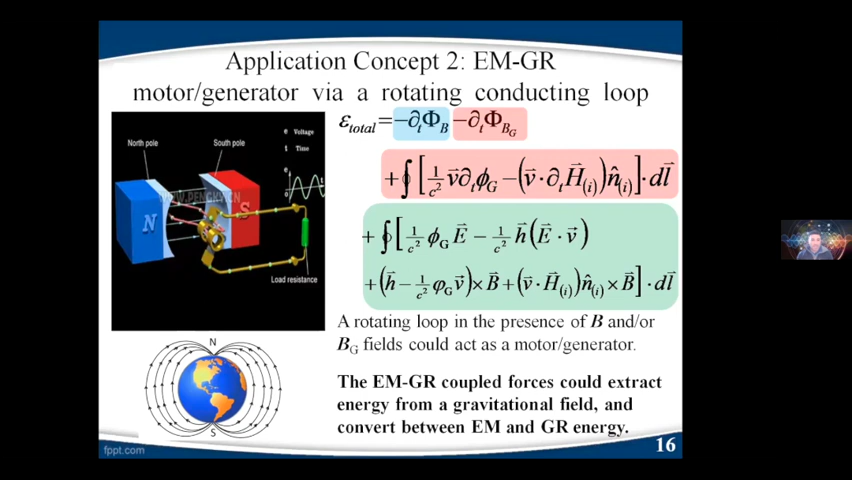 Application Concept 2: EM-GR
motor/generator via a rotating conducting loop
ε_total = −∂_tΦ_B −∂_tΦ_{B_G}
+∮[1/c² v⃗∂_tϕ_G −(v⃗·∂_tH⃗_(i))n̂_(i)]·dl⃗
+∮[1/c² ϕ_G E⃗ − 1/c² h⃗(E⃗·v⃗)
+(h⃗−1/c² φ_G v⃗)×B⃗+(v⃗·H⃗_(i))n̂_(i)×B⃗]·dl⃗
e Voltage
t Time
North pole
South pole
e
t
N
S
Load resistance
A rotating loop in the presence of B and/or
B_G fields could act as a motor/generator.
N
S
The EM-GR coupled forces could extract
energy from a gravitational field, and
convert between EM and GR energy.
fppt.com
16